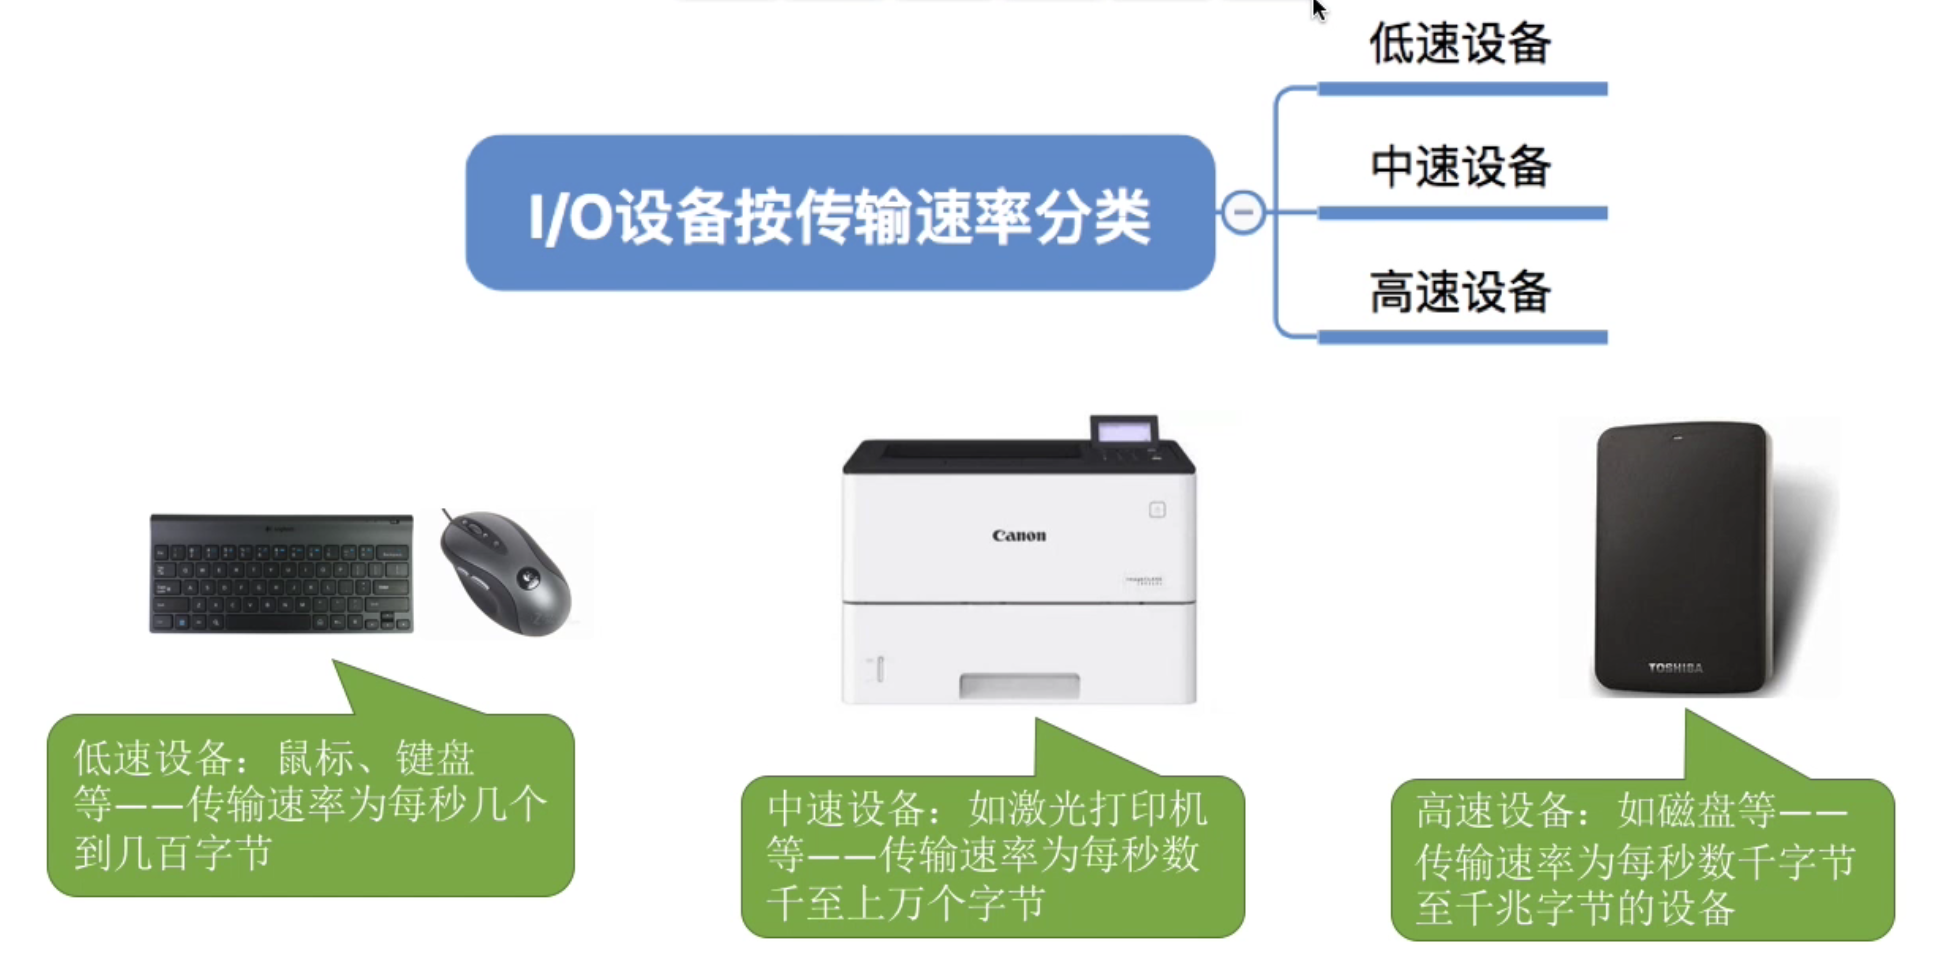 低速设备
中速设备
I/O设备按传输速率分类
高速设备
Canon
TOSHIBA
低速设备：鼠标、键盘
等——传输速率为每秒几个
到几百字节
中速设备：如激光打印机
等——传输速率为每秒数
千至上万个字节
高速设备：如磁盘等——
传输速率为每秒数千字节
至千兆字节的设备